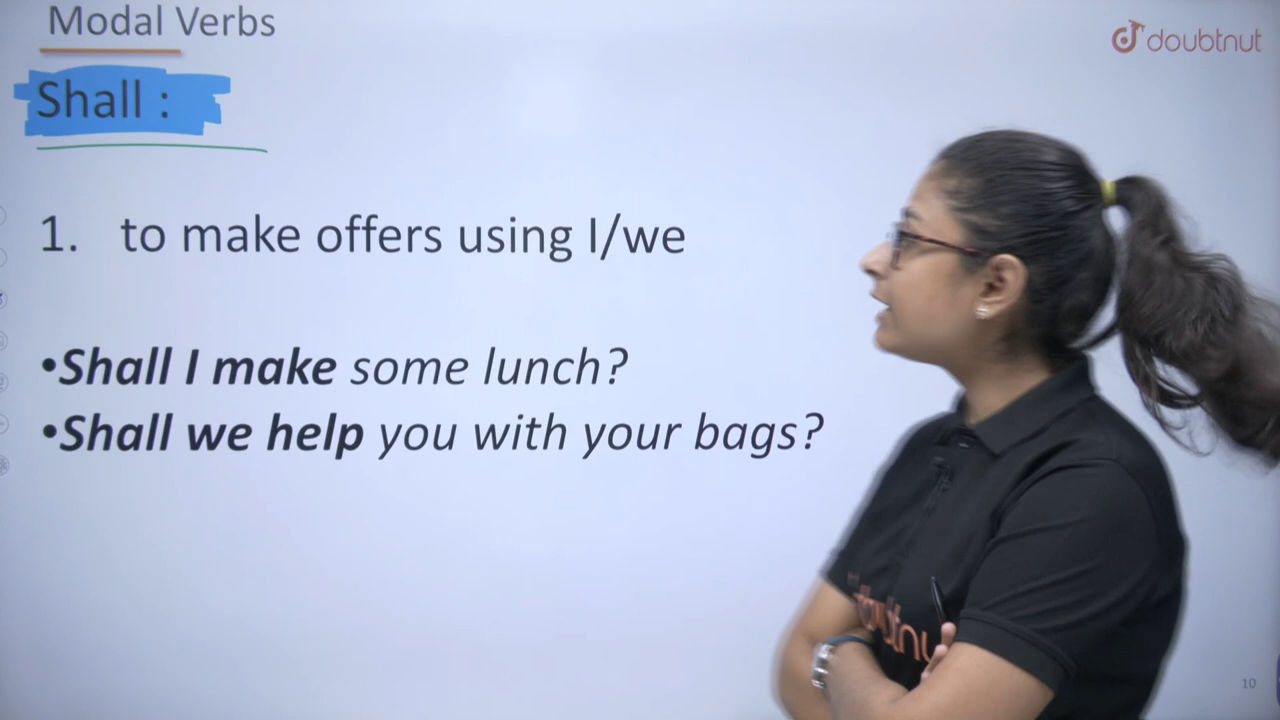 Modal Verbs
doubtnut
Shall :
1. to make offers using I/we
•Shall I make some lunch?
•Shall we help you with your bags?
doubtnut
10